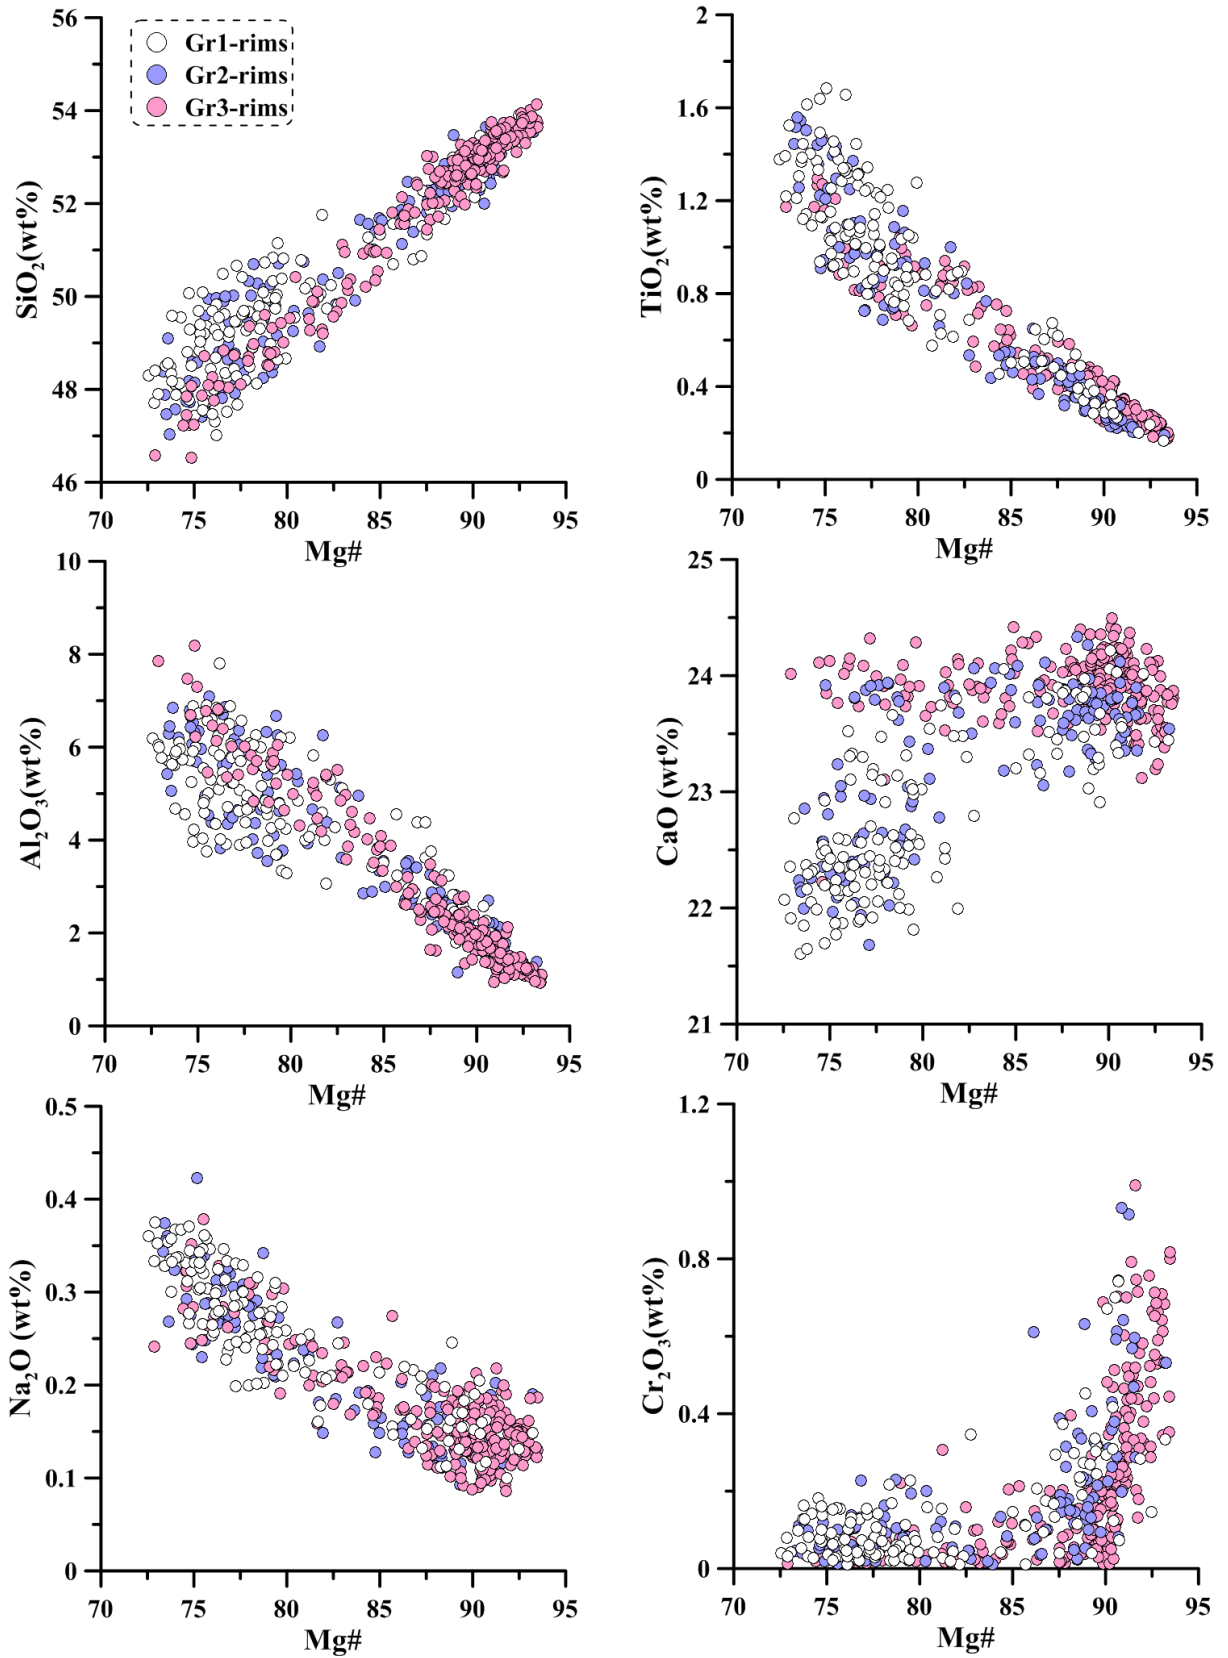 56
54
52
50
48
46
SiO₂(wt%)
Gr1-rims
Gr2-rims
Gr3-rims
70 75 80 85 90 95
Mg#
2
1.6
1.2
0.8
0.4
0
TiO₂(wt%)
70 75 80 85 90 95
Mg#
10
8
6
4
2
0
Al₂O₃(wt%)
70 75 80 85 90 95
Mg#
25
24
23
22
21
CaO (wt%)
70 75 80 85 90 95
Mg#
0.5
0.4
0.3
0.2
0.1
0
Na₂O (wt%)
70 75 80 85 90 95
Mg#
1.2
0.8
0.4
0
Cr₂O₃(wt%)
70 75 80 85 90 95
Mg#